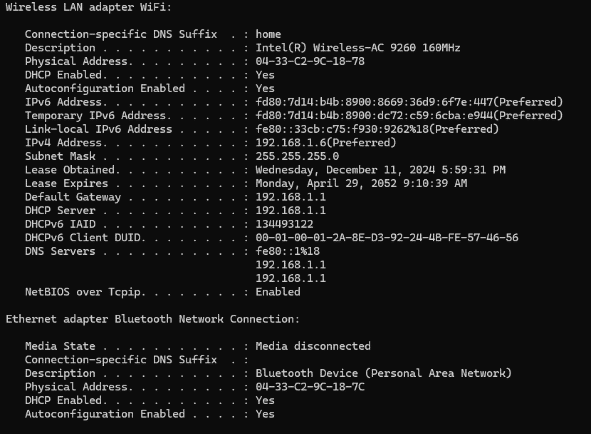 Wireless LAN adapter WiFi:
Connection-specific DNS Suffix  . : home
Description . . . . . . . . . . . : Intel(R) Wireless-AC 9260 160MHz
Physical Address. . . . . . . . . : 04-33-C2-9C-18-78
DHCP Enabled. . . . . . . . . . . : Yes
Autoconfiguration Enabled . . . . : Yes
IPv6 Address. . . . . . . . . . . : fd80:7d14:b4b:8900:8669:36d9:6f7e:447(Preferred)
Temporary IPv6 Address. . . . . . : fd80:7d14:b4b:8900:dc72:c59:6cba:e944(Preferred)
Link-local IPv6 Address . . . . . : fe80::33cb:c75:f930:9262%18(Preferred)
IPv4 Address. . . . . . . . . . . : 192.168.1.6(Preferred)
Subnet Mask . . . . . . . . . . . : 255.255.255.0
Lease Obtained. . . . . . . . . . : Wednesday, December 11, 2024 5:59:31 PM
Lease Expires . . . . . . . . . . : Monday, April 29, 2052 9:10:39 AM
Default Gateway . . . . . . . . . : 192.168.1.1
DHCP Server . . . . . . . . . . . : 192.168.1.1
DHCPv6 IAID . . . . . . . . . . . : 134493122
DHCPv6 Client DUID. . . . . . . . : 00-01-00-01-2A-8E-D3-92-24-4B-FE-57-46-56
DNS Servers . . . . . . . . . . . : fe80::1%18
192.168.1.1
192.168.1.1
NetBIOS over Tcpip. . . . . . . . : Enabled
Ethernet adapter Bluetooth Network Connection:
Media State . . . . . . . . . . . : Media disconnected
Connection-specific DNS Suffix  . :
Description . . . . . . . . . . . : Bluetooth Device (Personal Area Network)
Physical Address. . . . . . . . . : 04-33-C2-9C-18-7C
DHCP Enabled. . . . . . . . . . . : Yes
Autoconfiguration Enabled . . . . : Yes